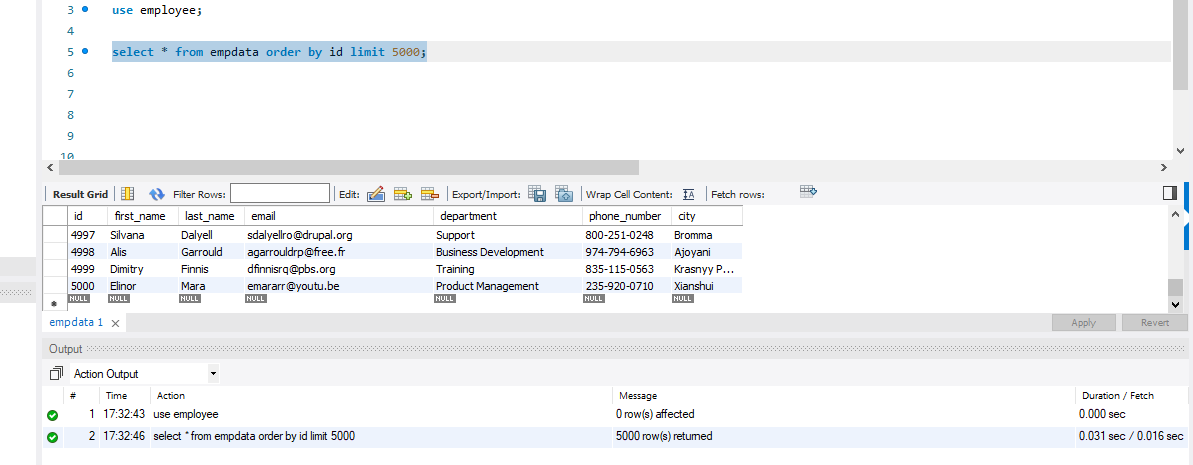 3 use employee;
4
5 select * from empdata order by id limit 5000;
6
7
8
9
10
Result Grid Filter Rows: Edit: Export/Import: Wrap Cell Content: IA Fetch rows:
id first_name last_name email department phone_number city
4997 Silvana Dalyell sdalyellro@drupal.org Support 800-251-0248 Bromma
4998 Alis Garrould agarrouldrp@free.fr Business Development 974-794-6963 Ajoyani
4999 Dimitry Finnis dfinnisrq@pbs.org Training 835-115-0563 Krasnyy P...
5000 Elinor Mara emararr@youtu.be Product Management 235-920-0710 Xianshui
* NULL NULL NULL NULL NULL NULL NULL
empdata 1 ×
Apply Revert
Output
Action Output
# Time Action Message Duration / Fetch
1 17:32:43 use employee 0 row(s) affected 0.000 sec
2 17:32:46 select * from empdata order by id limit 5000 5000 row(s) returned 0.031 sec / 0.016 sec